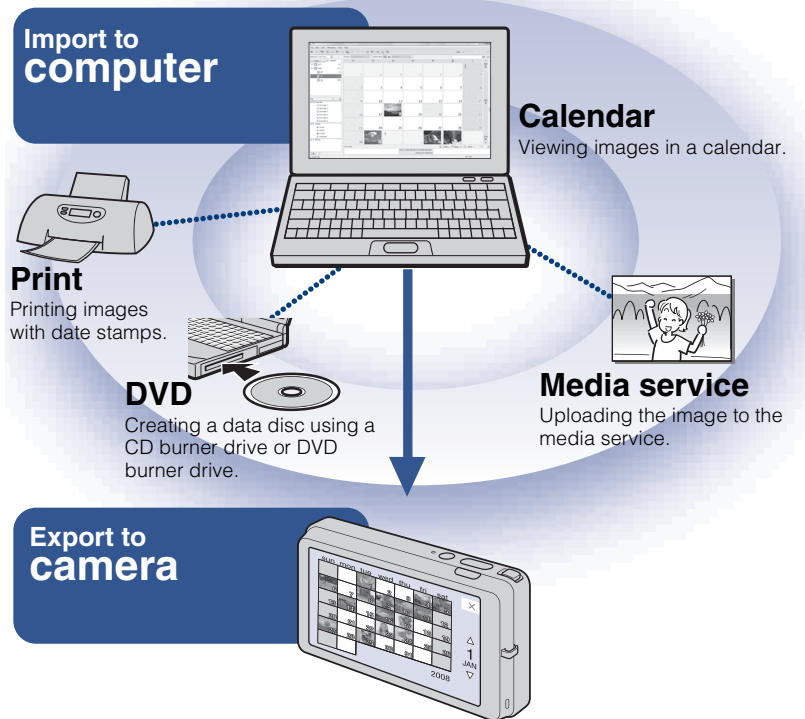 Import to
computer
Calendar
Viewing images in a calendar.
Print
Printing images
with date stamps.
DVD
Creating a data disc using a
CD burner drive or DVD
burner drive.
Media service
Uploading the image to the
media service.
Export to
camera
sun mon tue wed thu fri sat
1
JAN
2008